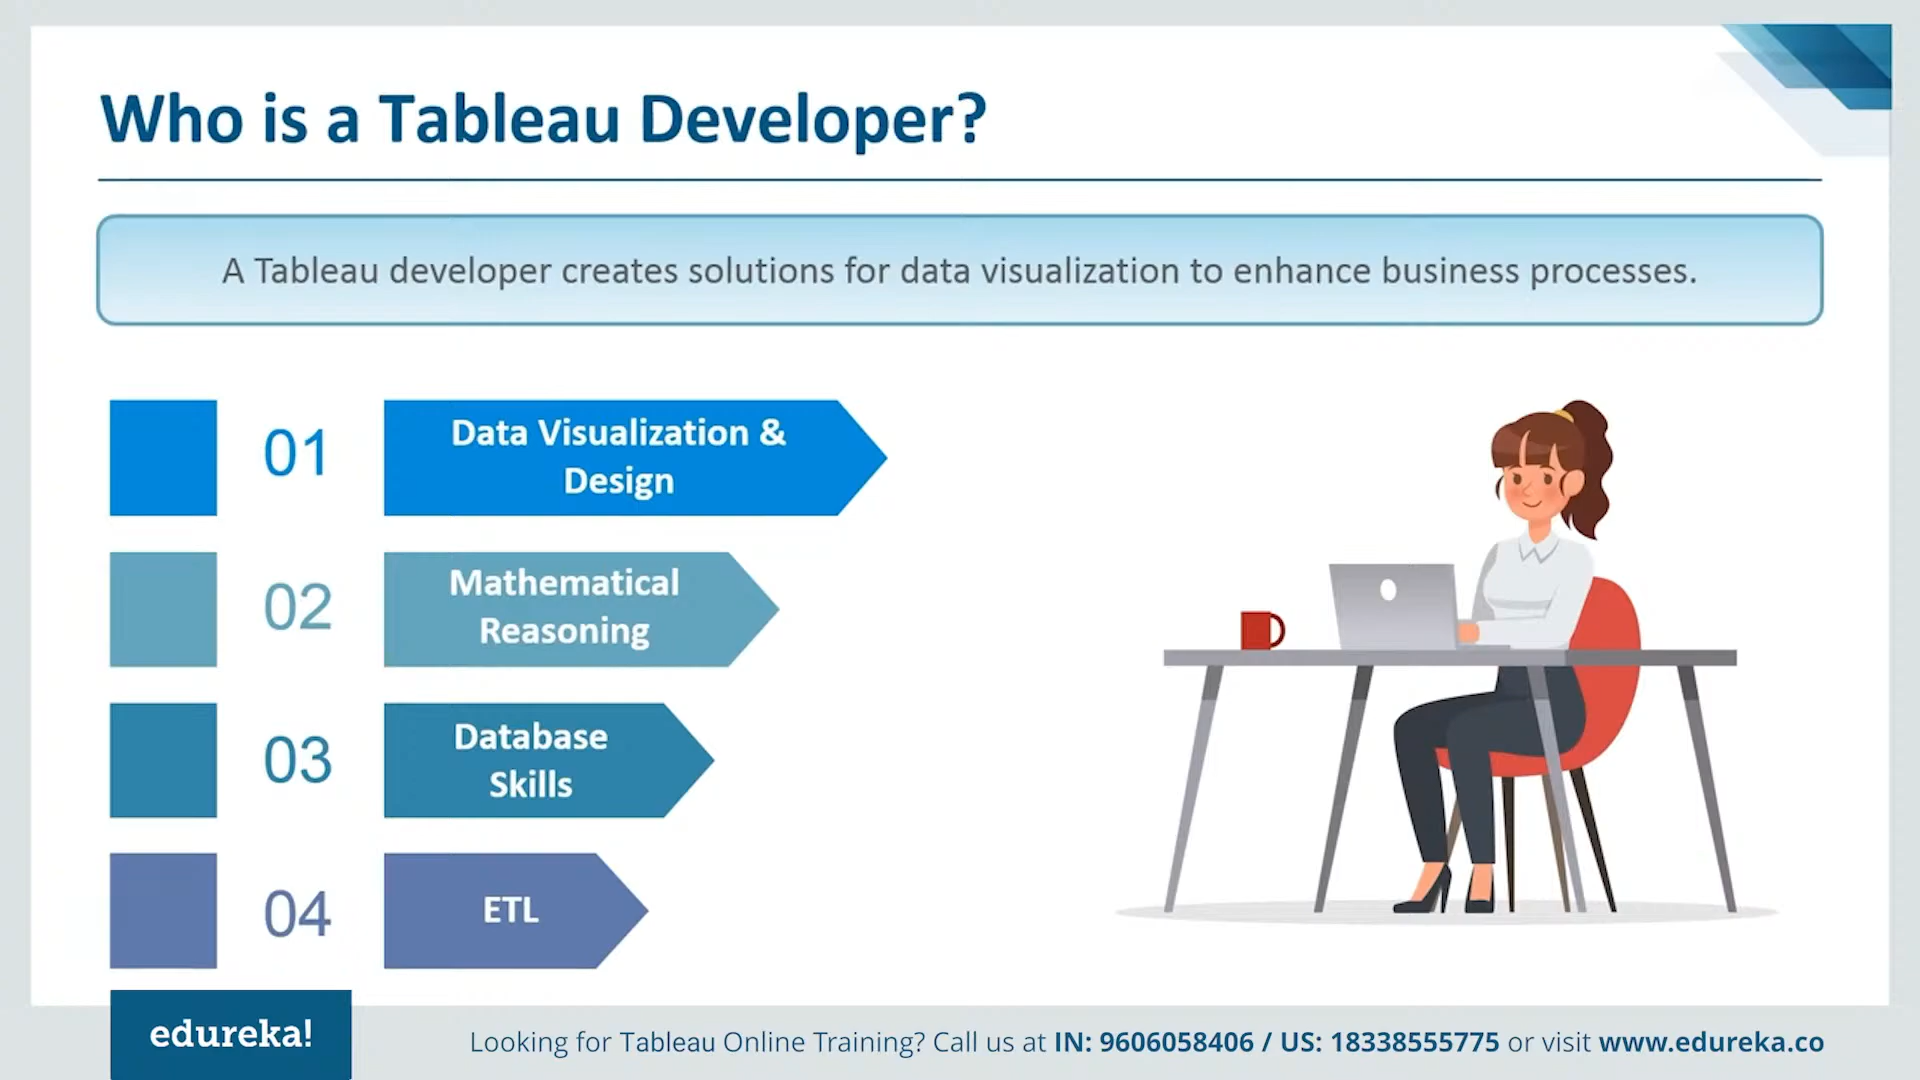 Who is a Tableau Developer?
A Tableau developer creates solutions for data visualization to enhance business processes.
01
Data Visualization &
Design
02
Mathematical
Reasoning
03
Database
Skills
04
ETL
edureka!
Looking for Tableau Online Training? Call us at IN: 9606058406 / US: 18338555775 or visit www.edureka.co